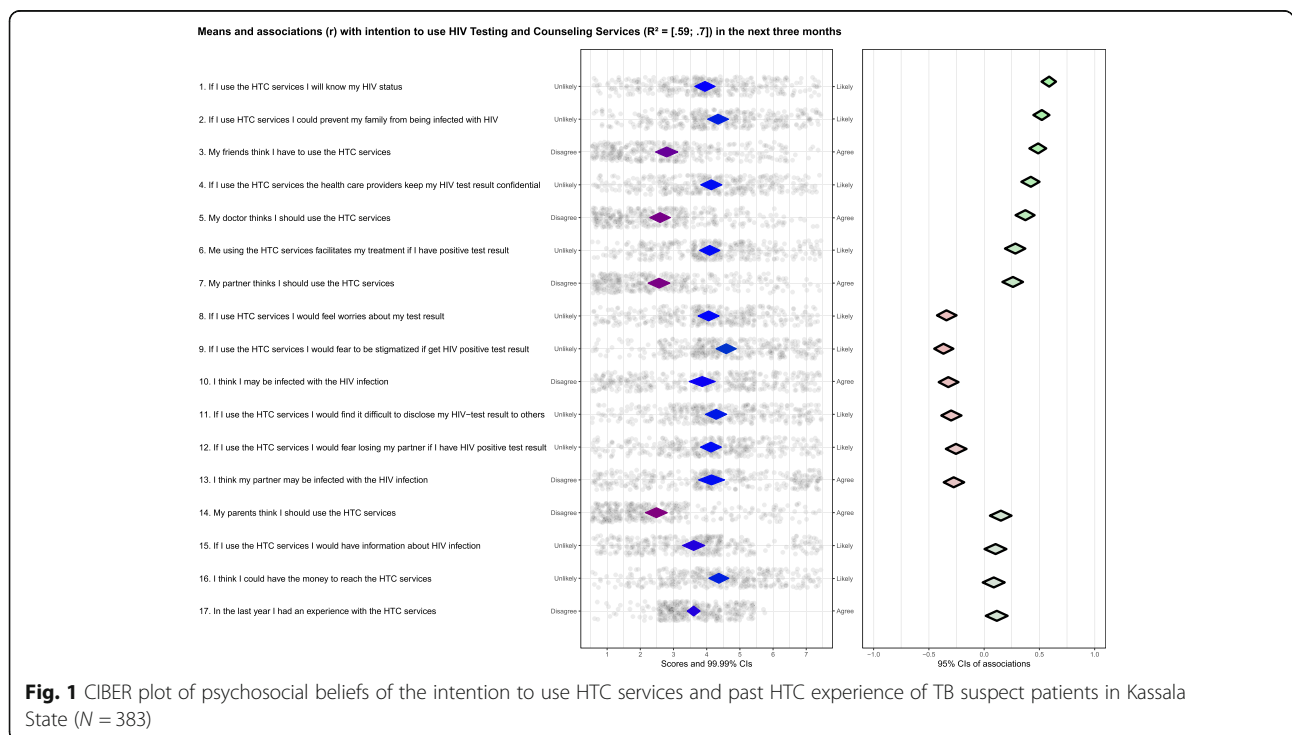 Means and associations (r) with intention to use HIV Testing and Counseling Services (R² = [.59; .7]) in the next three months
1. If I use the HTC services I will know my HIV status Unlikely Likely
2. If I use HTC services I could prevent my family from being infected with HIV Unlikely Likely
3. My friends think I have to use the HTC services Disagree Agree
4. If I use the HTC services the health care providers keep my HIV test result confidential Unlikely Likely
5. My doctor thinks I should use the HTC services Disagree Agree
6. Me using the HTC services facilitates my treatment if I have positive test result Unlikely Likely
7. My partner thinks I should use the HTC services Disagree Agree
8. If I use HTC services I would feel worries about my test result Unlikely Likely
9. If I use the HTC services I would fear to be stigmatized if get HIV positive test result Unlikely Likely
10. I think I may be infected with the HIV infection Disagree Agree
11. If I use the HTC services I would find it difficult to disclose my HIV−test result to others Unlikely Likely
12. If I use the HTC services I would fear losing my partner if I have HIV positive test result Unlikely Likely
13. I think my partner may be infected with the HIV infection Disagree Agree
14. My parents think I should use the HTC services Disagree Agree
15. If I use the HTC services I would have information about HIV infection Unlikely Likely
16. I think I could have the money to reach the HTC services Unlikely Likely
17. In the last year I had an experience with the HTC services Disagree Agree
1 2 3 4 5 6 7 −1.0 −0.5 0.0 0.5 1.0
Scores and 99.99% CIs 95% CIs of associations
Fig. 1 CIBER plot of psychosocial beliefs of the intention to use HTC services and past HTC experience of TB suspect patients in Kassala
State (N = 383)